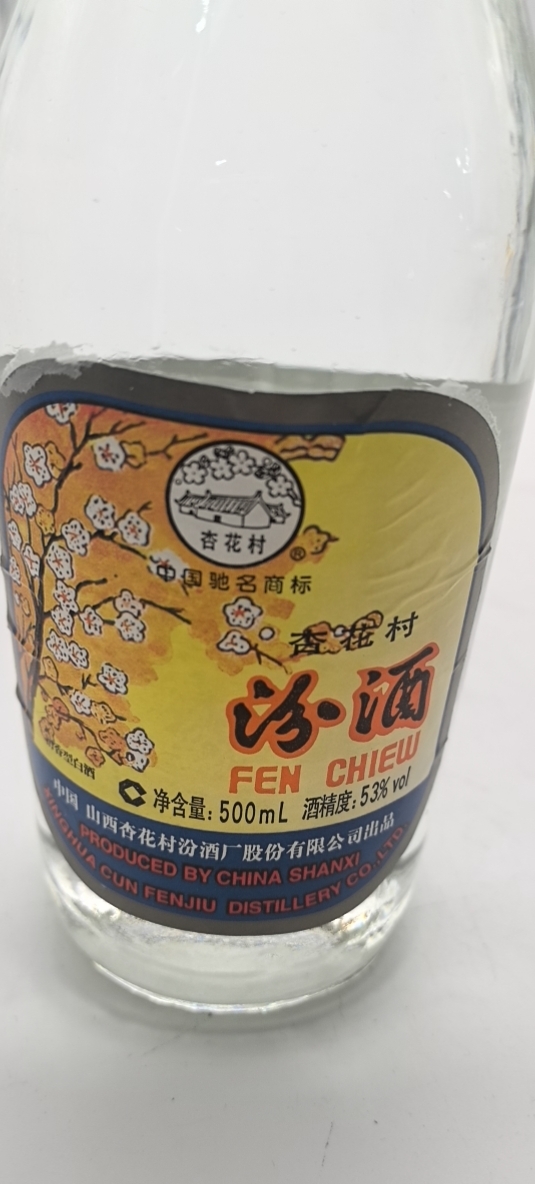 杏花村
®
中国驰名商标
杏花村
汾酒
FEN CHIEW
C 净含量:500mL 酒精度:53% vol
中国 山西杏花村汾酒厂股份有限公司出品
PRODUCED BY CHINA SHANXI
XINGHUA CUN FENJIU DISTILLERY CO.,LTD